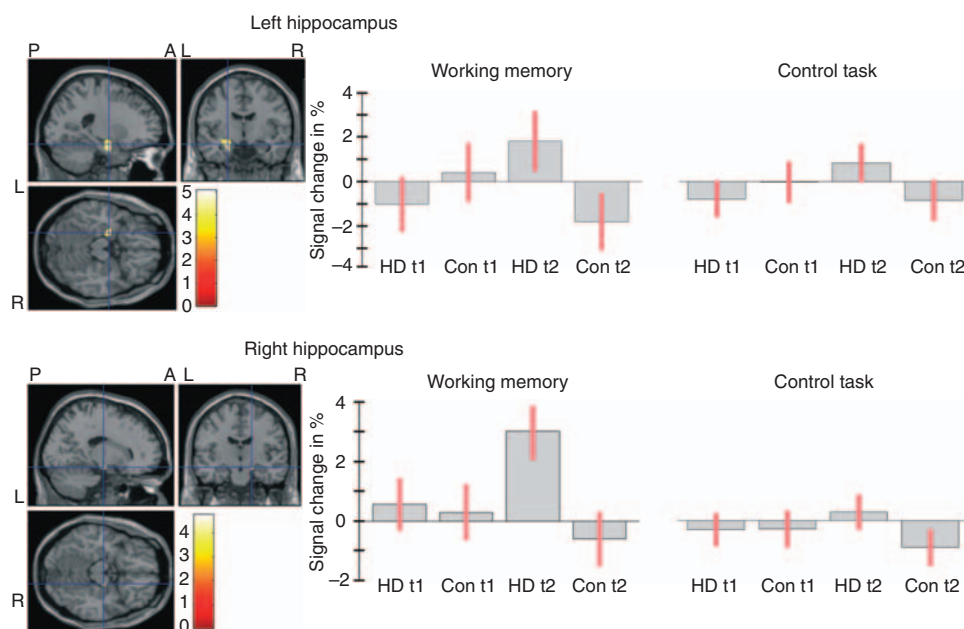 Left hippocampus
P A L R
Working memory
Control task
L
R
5
4
3
2
1
0
Signal change in %
4
2
0
−2
−4
HD t1 Con t1 HD t2 Con t2
HD t1 Con t1 HD t2 Con t2
Right hippocampus
P A L R
Working memory
Control task
L
R
4
3
2
1
0
Signal change in %
4
2
0
−2
HD t1 Con t1 HD t2 Con t2
HD t1 Con t1 HD t2 Con t2